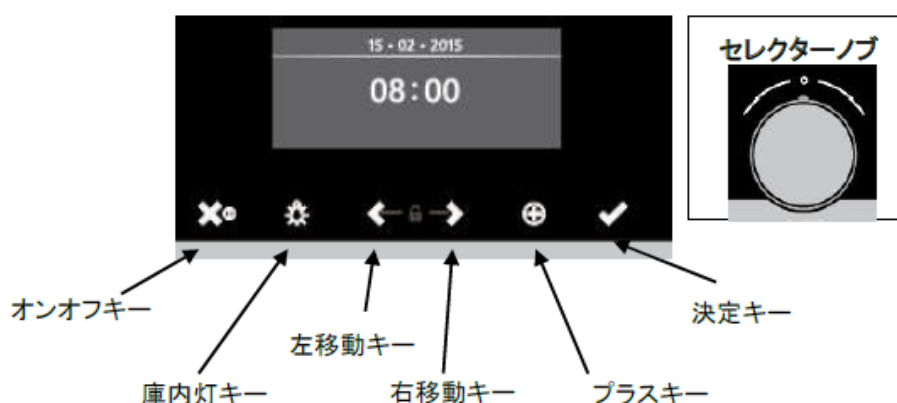 15 • 02 • 2015
08:00
セレクターノブ
オンオフキー
左移動キー
決定キー
庫内灯キー
右移動キー
プラスキー